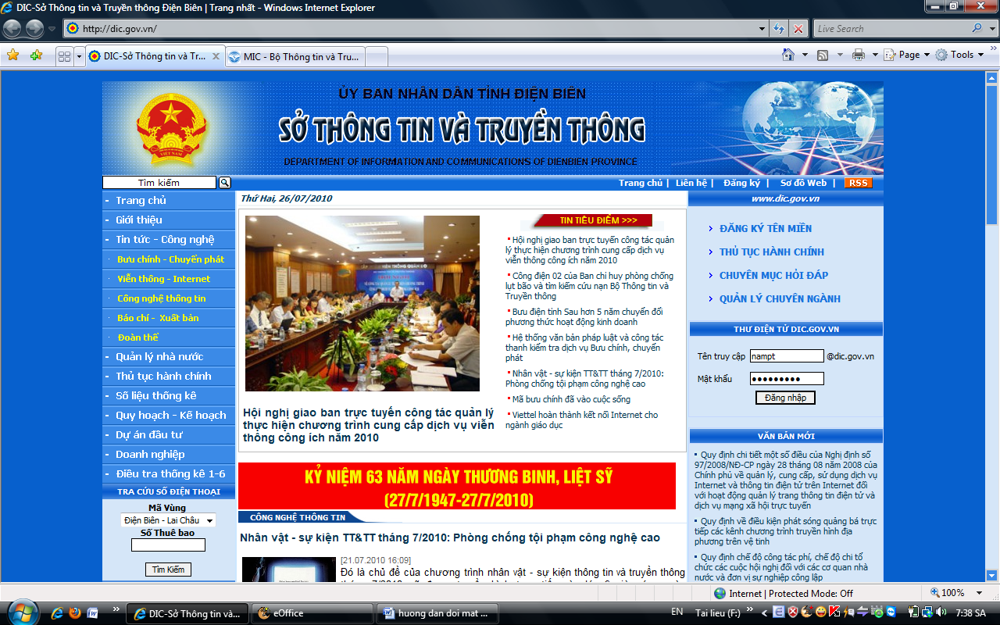 DIC-Sở Thông tin và Truyền thông Điện Biên | Trang nhất - Windows Internet Explorer
http://dic.gov.vn/
Live Search
DIC-Sở Thông tin và Tr...
MIC - Bộ Thông tin và Tru...
Page
Tools
ỦY BAN NHÂN DÂN TỈNH ĐIỆN BIÊN
SỞ THÔNG TIN VÀ TRUYỀN THÔNG
DEPARTMENT OF INFORMATION AND COMMUNICATIONS OF DIENBIEN PROVINCE
VIỆT NAM
Tìm kiếm
Trang chủ | Liên hệ | Đăng ký | Sơ đồ Web | RSS
- Trang chủ
- Giới thiệu
- Tin tức - Công nghệ
· Bưu chính - Chuyển phát
· Viễn thông - Internet
· Công nghệ thông tin
· Báo chí - Xuất bản
· Đoàn thể
- Quản lý nhà nước
- Thủ tục hành chính
- Số liệu thống kê
- Quy hoạch - Kế hoạch
- Dự án đầu tư
- Doanh nghiệp
- Điều tra thống kê 1-6
TRA CỨU SỐ ĐIỆN THOẠI
Mã Vùng
Điện Biên - Lai Châu
Số Thuê bao
Tìm Kiếm
Thứ Hai, 26/07/2010
Hội nghị giao ban trực tuyến công tác quản lý
thực hiện chương trình cung cấp dịch vụ viễn
thông công ích năm 2010
TIN TIÊU ĐIỂM >>>
Hội nghị giao ban trực tuyến công tác quản
lý thực hiện chương trình cung cấp dịch vụ
viễn thông công ích năm 2010
Công điện 02 của Ban chỉ huy phòng chống
lụt bão và tìm kiếm cứu nạn Bộ Thông tin và
Truyền thông
Bưu điện tỉnh Sau hơn 5 năm chuyển đổi
phương thức hoạt động kinh doanh
Hệ thống văn bản pháp luật và công tác
thanh kiểm tra dịch vụ Bưu chính, chuyển
phát
Nhân vật - sự kiện TT&TT tháng 7/2010:
Phòng chống tội phạm công nghệ cao
Mã bưu chính đã vào cuộc sống
Viettel hoàn thành kết nối Internet cho
ngành giáo dục
KỶ NIỆM 63 NĂM NGÀY THƯƠNG BINH, LIỆT SỸ
(27/7/1947-27/7/2010)
CÔNG NGHỆ THÔNG TIN
Nhân vật - sự kiện TT&TT tháng 7/2010: Phòng chống tội phạm công nghệ cao
[21.07.2010 16:09]
Đó là chủ đề của chương trình nhân vật - sự kiện thông tin và truyền thông
www.dic.gov.vn
ĐĂNG KÝ TÊN MIỀN
THỦ TỤC HÀNH CHÍNH
CHUYÊN MỤC HỎI ĐÁP
QUẢN LÝ CHUYÊN NGÀNH
THƯ ĐIỆN TỬ DIC.GOV.VN
Tên truy cập nampt @dic.gov.vn
Mật khẩu ●●●●●●●●●
Đăng nhập
VĂN BẢN MỚI
Quy định chi tiết một số điều của Nghị định số
97/2008/NĐ-CP ngày 28 tháng 08 năm 2008 của
Chính phủ về quản lý, cung cấp, sử dụng dịch vụ
Internet và thông tin điện tử trên Internet đối
với hoạt động quản lý trang thông tin điện tử và
dịch vụ mạng xã hội trực tuyến
Quy định về điều kiện phát sóng quảng bá trực
tiếp các kênh chương trình truyền hình địa
phương trên vệ tinh
Quy định chế độ công tác phí, chế độ chi tổ
chức các cuộc hội nghị đối với các cơ quan nhà
nước và đơn vị sự nghiệp công lập
Internet | Protected Mode: Off
100%
DIC-Sở Thông tin và...
eOffice
huong dan doi mat ...
EN
Tai lieu (F:)
7:38 SA